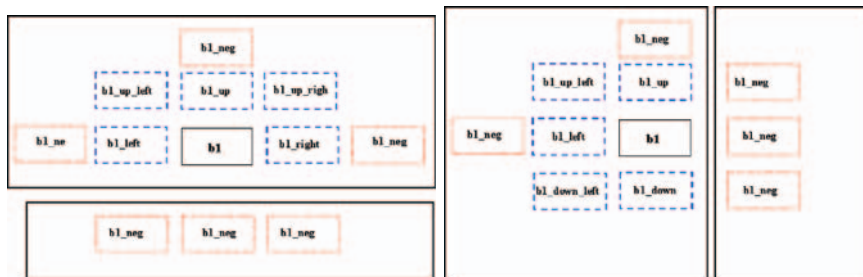 b1_neg
b1_up_left b1_up b1_up_righ
b1_ne b1_left b1 b1_right b1_neg
b1_neg b1_neg b1_neg
b1_neg
b1_up_left b1_up
b1_neg b1_left b1
b1_down_left b1_down
b1_neg
b1_neg
b1_neg